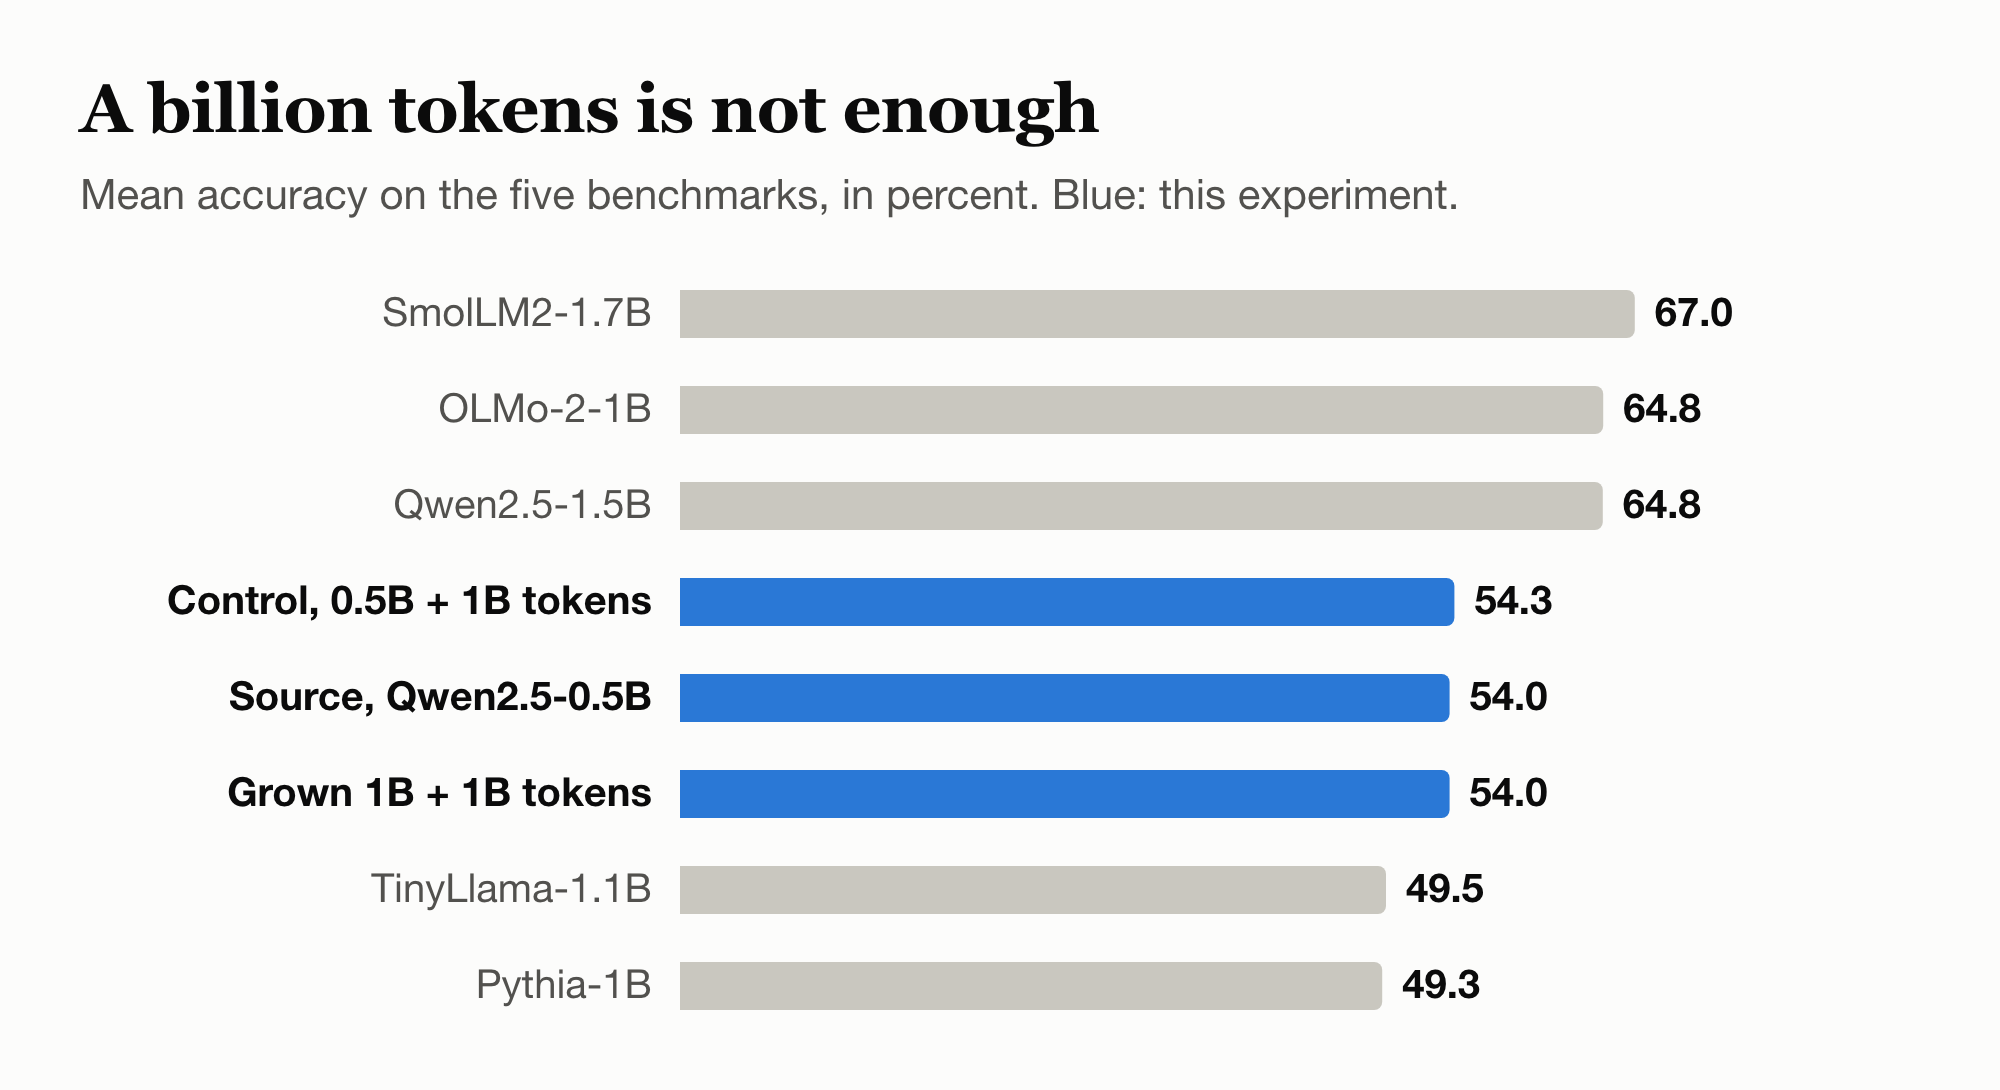 A billion tokens is not enough
Mean accuracy on the five benchmarks, in percent. Blue: this experiment.
SmolLM2-1.7B 67.0
OLMo-2-1B 64.8
Qwen2.5-1.5B 64.8
Control, 0.5B + 1B tokens 54.3
Source, Qwen2.5-0.5B 54.0
Grown 1B + 1B tokens 54.0
TinyLlama-1.1B 49.5
Pythia-1B 49.3